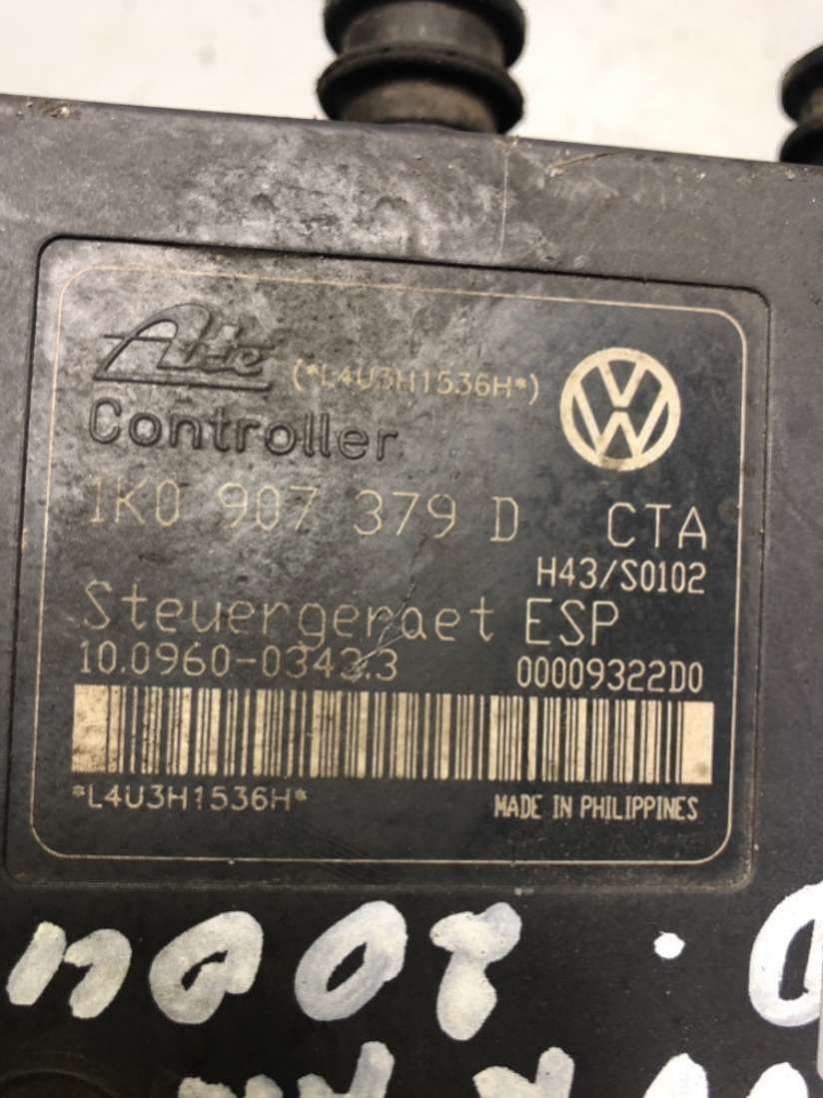 Ate
(*L4U3H1536H*)
Controller
1K0 907 379 D CTA
H43/S0102
Steuergeraet ESP
10.0960-0343.3 00009322D0
*L4U3H1536H*
MADE IN PHILIPPINES